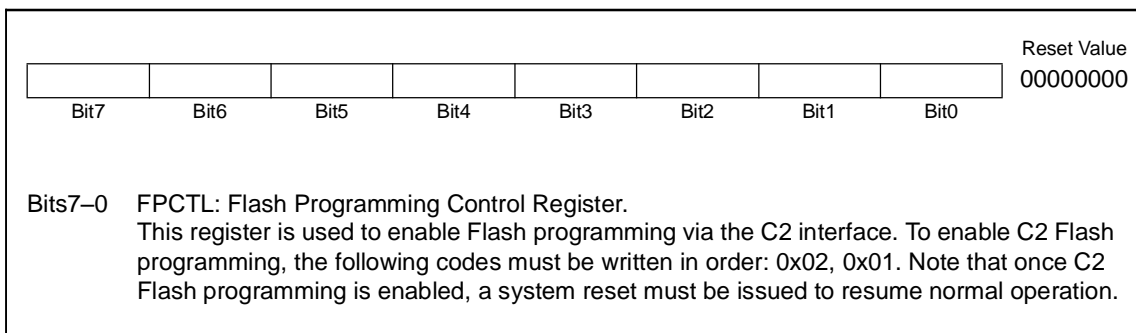 Reset Value
00000000
Bit7 Bit6 Bit5 Bit4 Bit3 Bit2 Bit1 Bit0
Bits7–0 FPCTL: Flash Programming Control Register.
This register is used to enable Flash programming via the C2 interface. To enable C2 Flash
programming, the following codes must be written in order: 0x02, 0x01. Note that once C2
Flash programming is enabled, a system reset must be issued to resume normal operation.